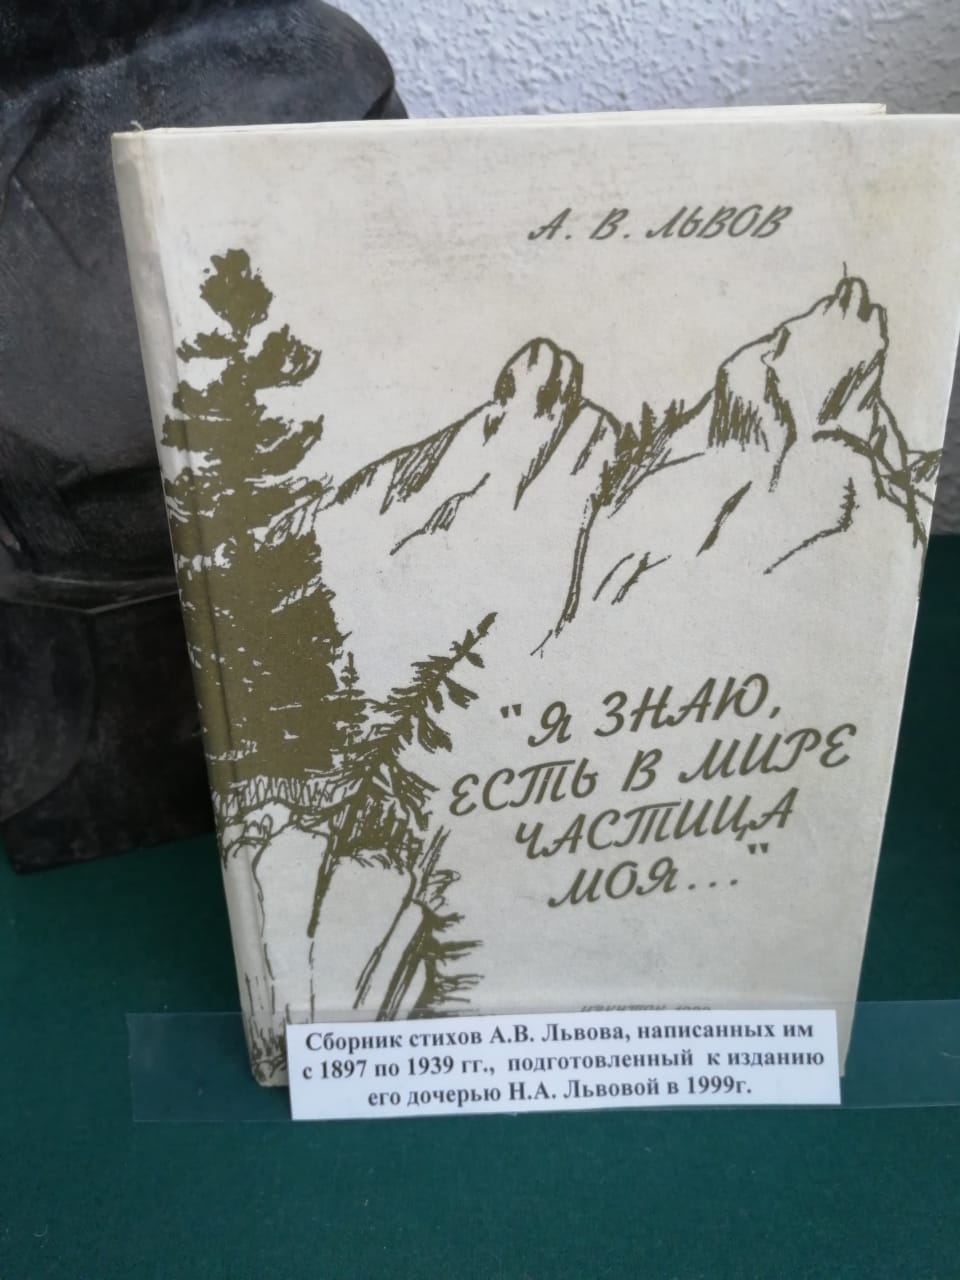 А. В. ЛЬВОВ
"Я ЗНАЮ,
ЕСТЬ В МИРЕ
ЧАСТИЦА
МОЯ..."
Сборник стихов А.В. Львова, написанных им
с 1897 по 1939 гг., подготовленный к изданию
его дочерью Н.А. Львовой в 1999г.